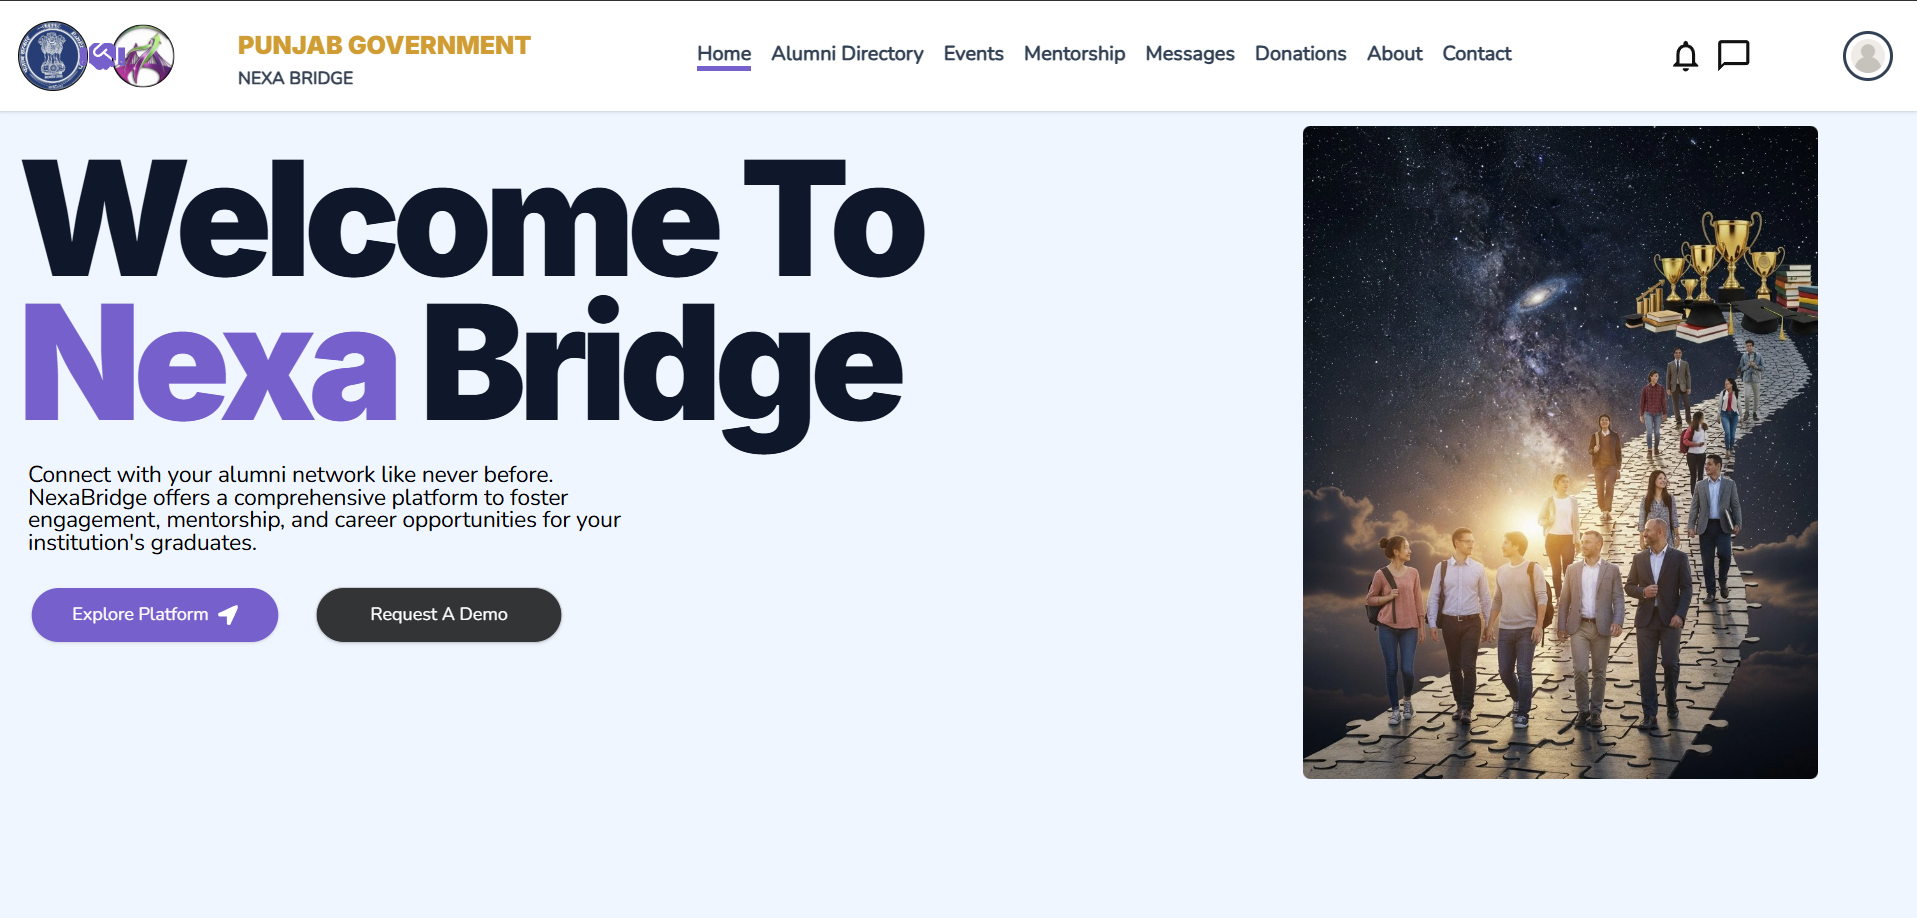 PUNJAB GOVERNMENT
NEXA BRIDGE
Home Alumni Directory Events Mentorship Messages Donations About Contact
Welcome To
Nexa Bridge
Connect with your alumni network like never before.
NexaBridge offers a comprehensive platform to foster
engagement, mentorship, and career opportunities for your
institution's graduates.
Explore Platform
Request A Demo